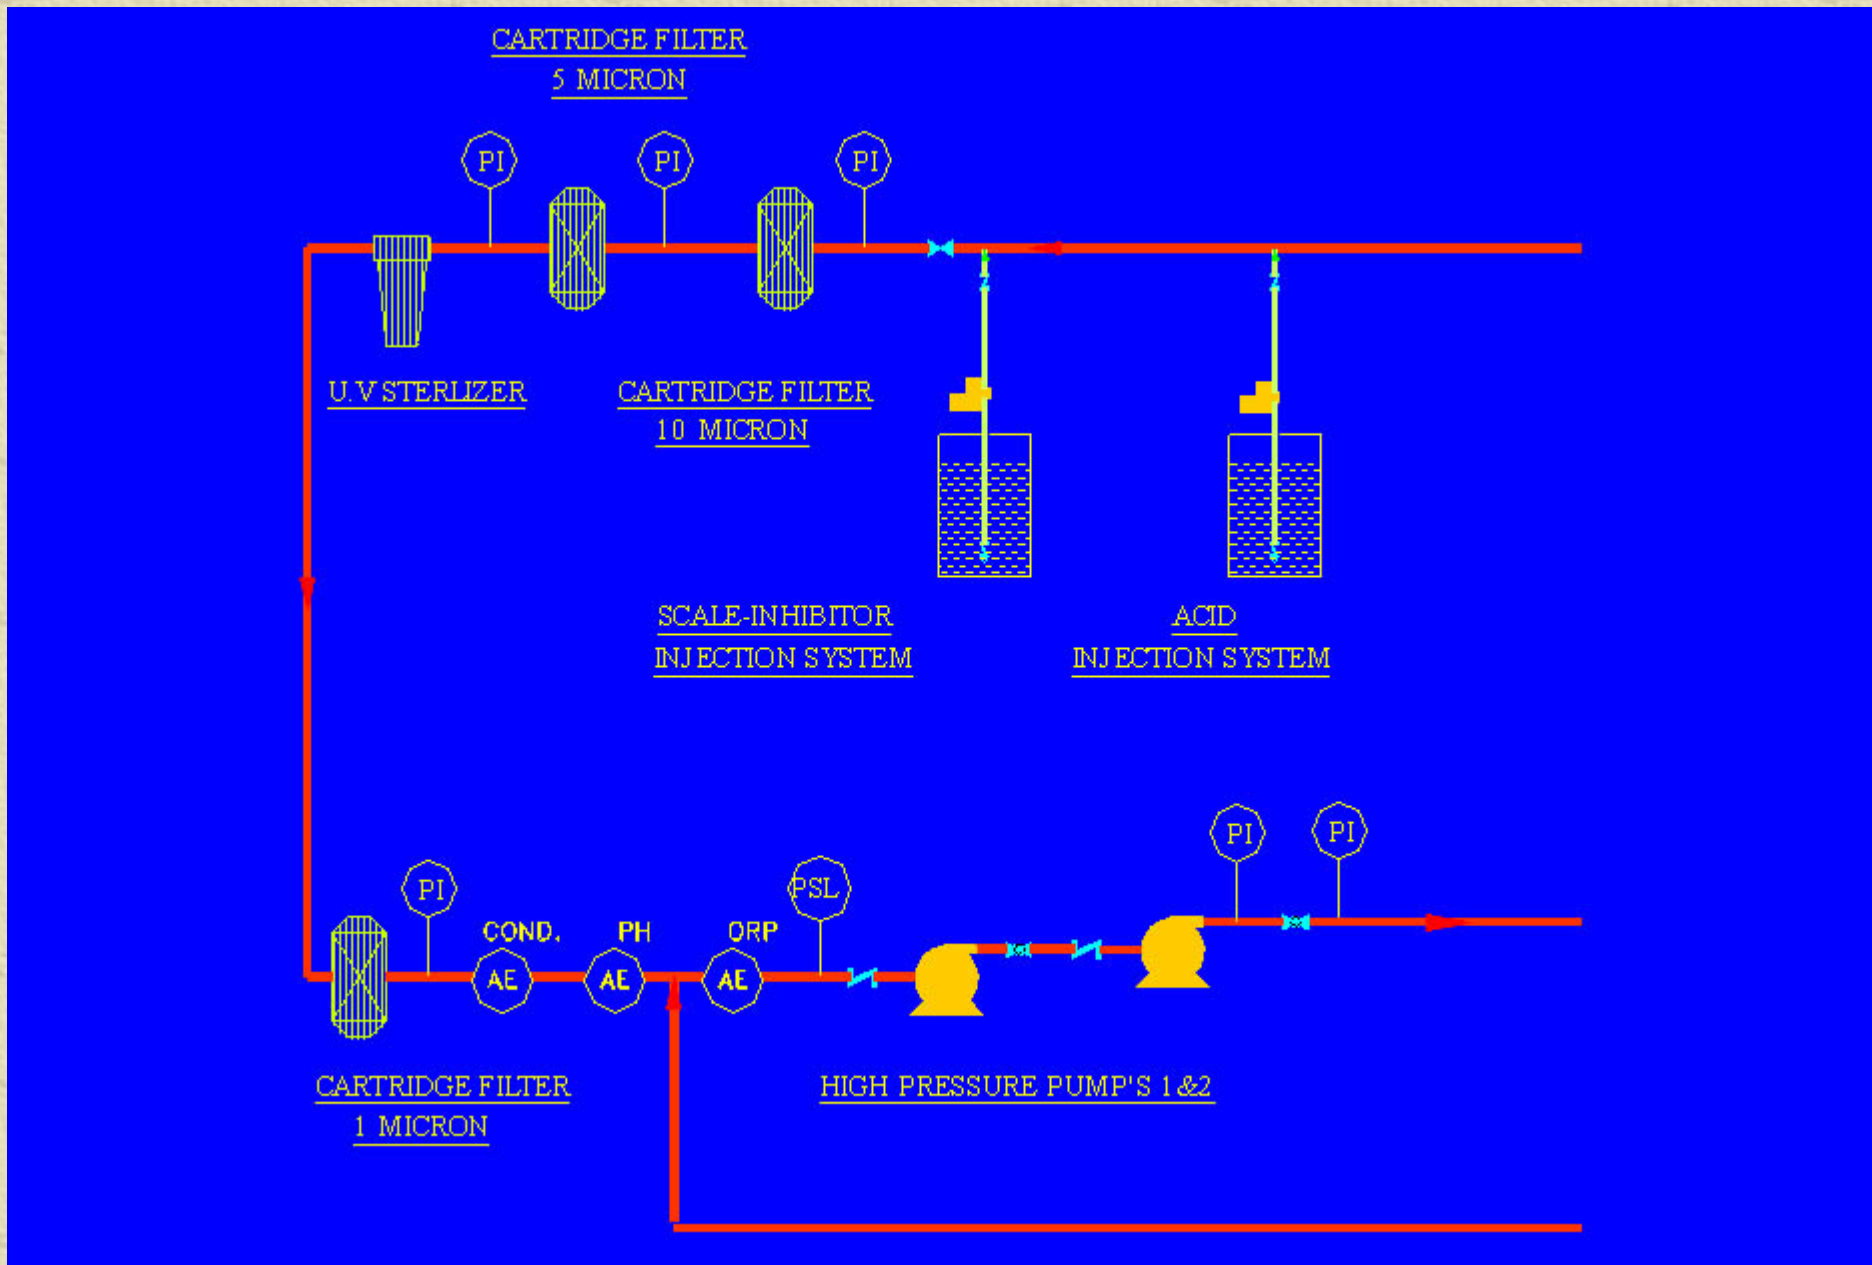 CARTRIDGE FILTER
5 MICRON
PI
PI
PI
U.V STERLIZER
CARTRIDGE FILTER
10 MICRON
SCALE-INHIBITOR
INJECTION SYSTEM
ACID
INJECTION SYSTEM
PI
PI
PI
PSL
COND.
PH
ORP
AE
AE
AE
CARTRIDGE FILTER
1 MICRON
HIGH PRESSURE PUMP'S 1&2